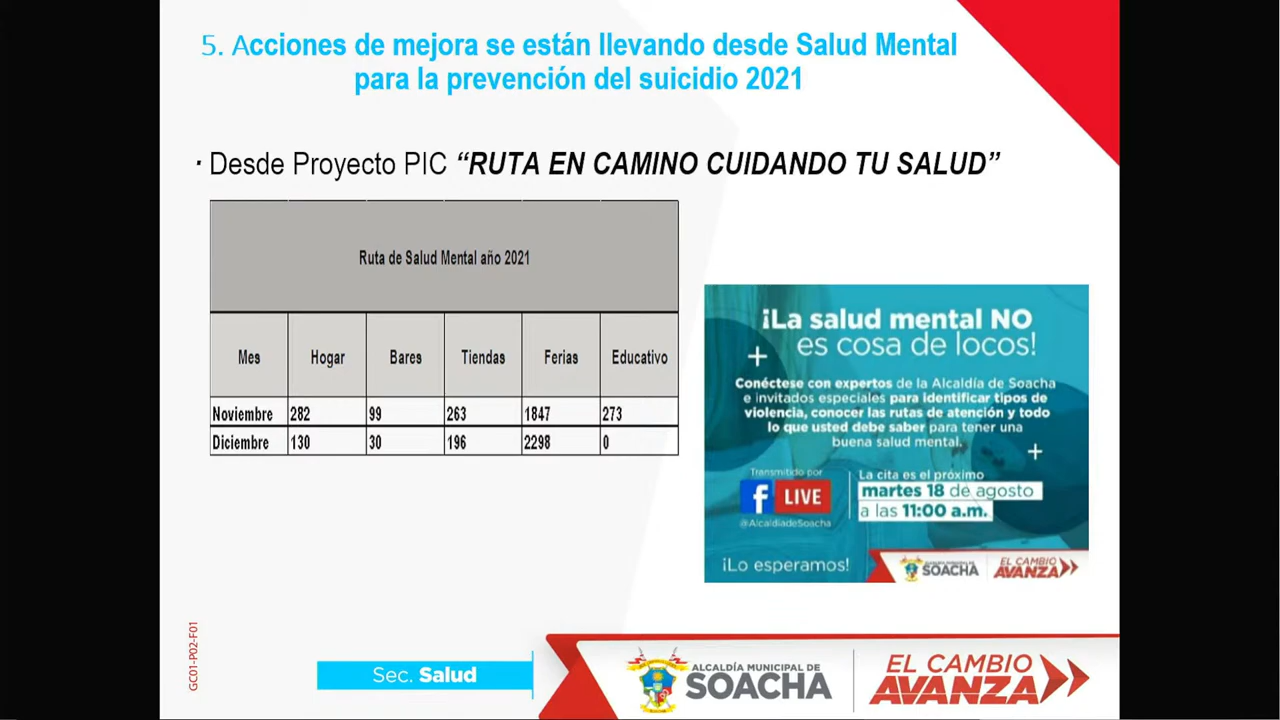 5. Acciones de mejora se están llevando desde Salud Mental
para la prevención del suicidio 2021
· Desde Proyecto PIC “RUTA EN CAMINO CUIDANDO TU SALUD”
Ruta de Salud Mental año 2021
Mes Hogar Bares Tiendas Ferias Educativo
Noviembre 282 99 263 1847 273
Diciembre 130 30 196 2298 0
¡La salud mental NO
es cosa de locos!
Conéctese con expertos de la Alcaldía de Soacha
e invitados especiales para identificar tipos de
violencia, conocer las rutas de atención y todo
lo que usted debe saber para tener una
buena salud mental.
Transmitido por
f LIVE
@AlcaldiadeSoacha
La cita es el próximo
martes 18 de agosto
a las 11:00 a.m.
¡Lo esperamos!
ALCALDÍA MUNICIPAL DE
SOACHA
EL CAMBIO
AVANZA
GC01-P02-F01
Sec. Salud
ALCALDÍA MUNICIPAL DE
SOACHA
EL CAMBIO
AVANZA